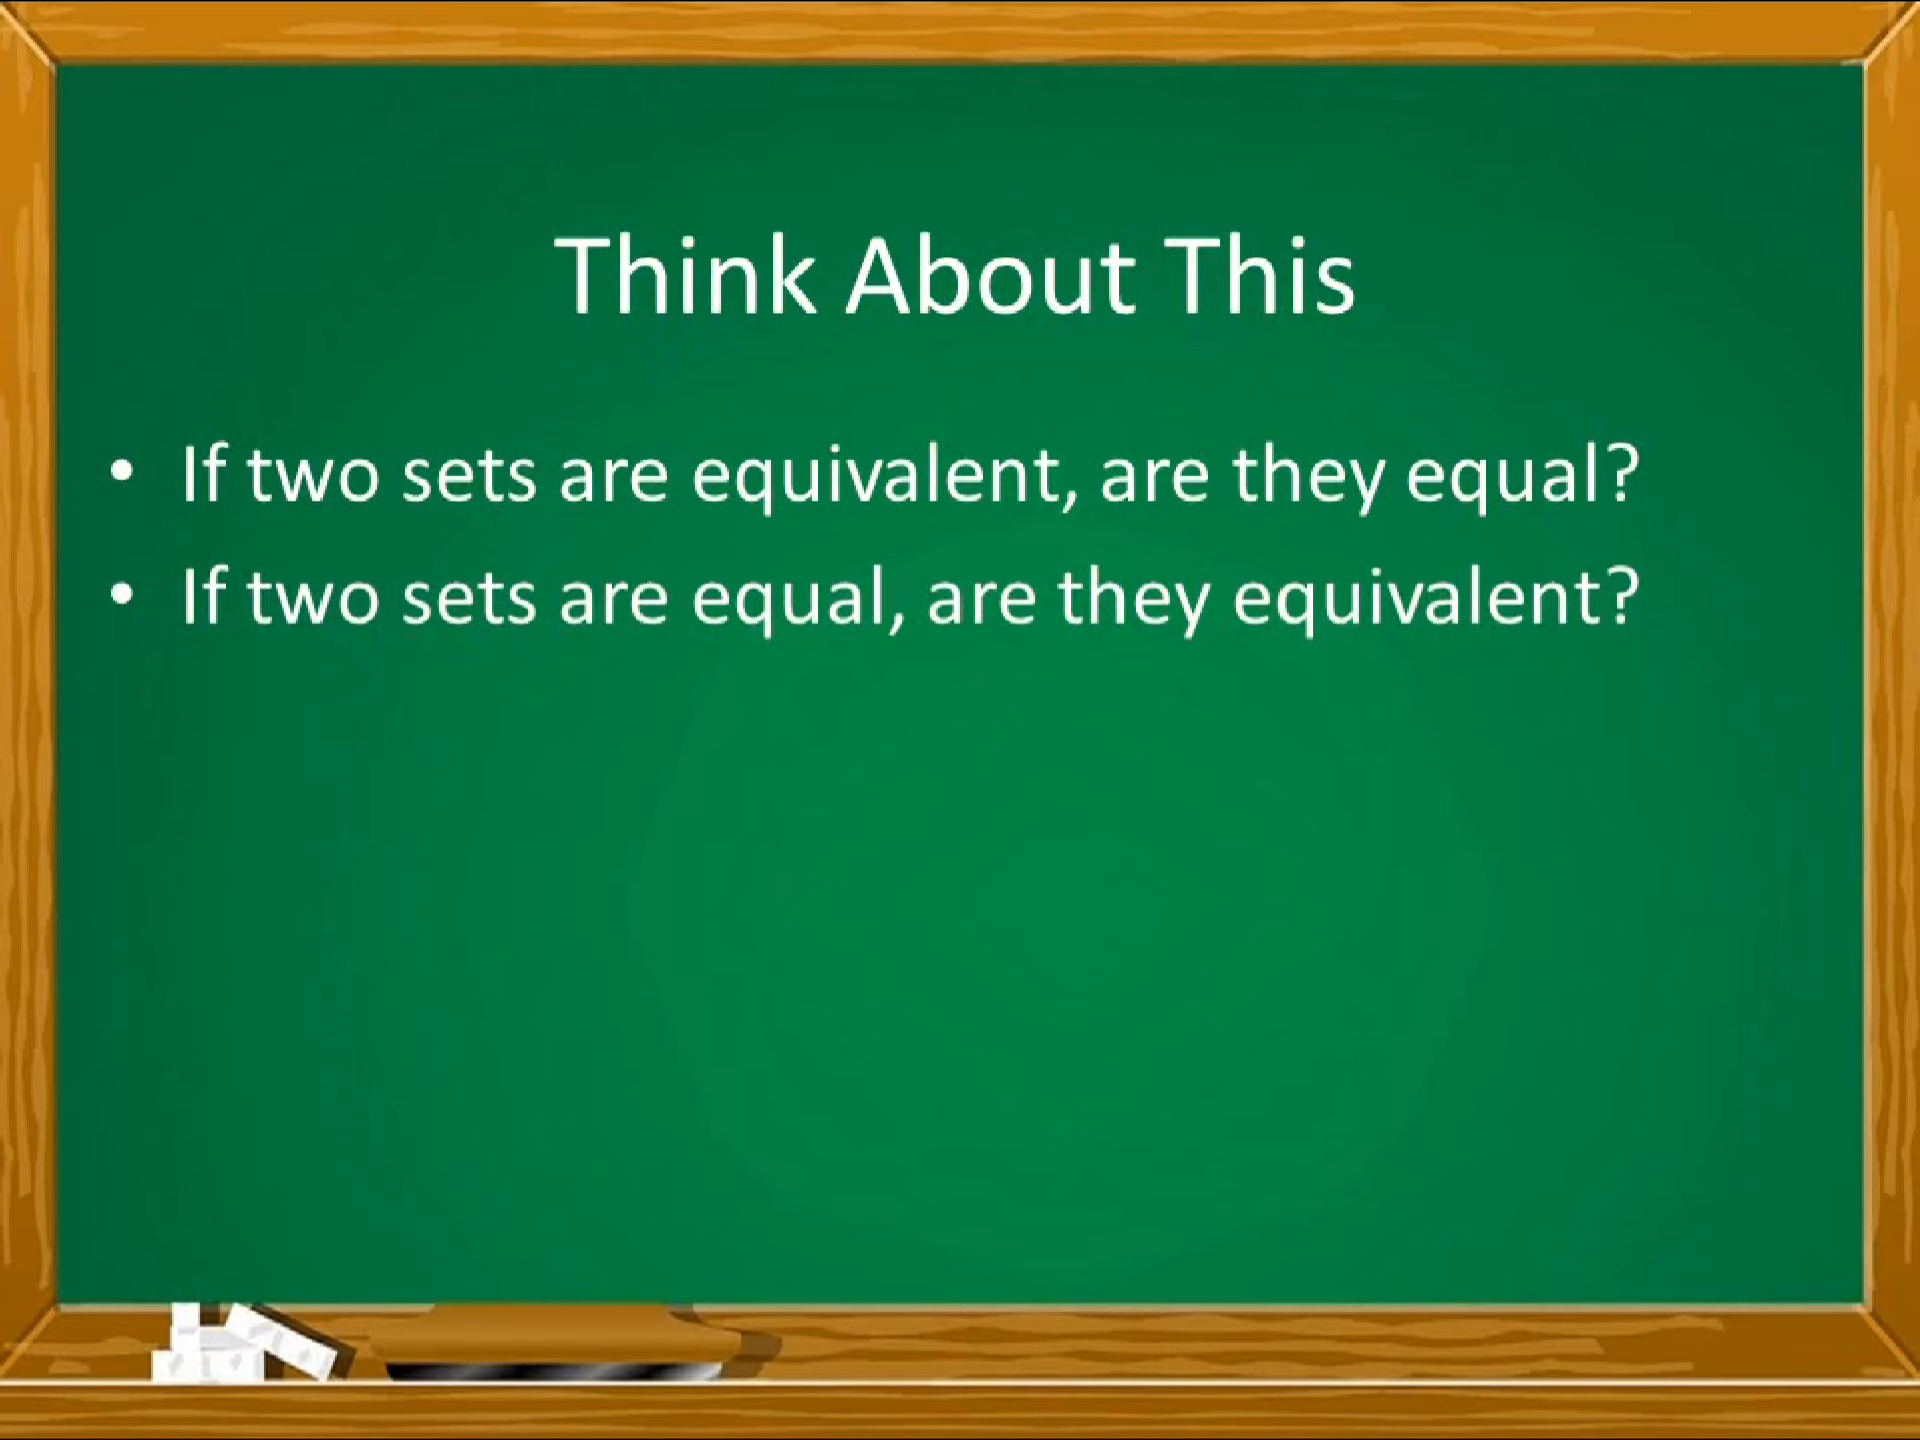 Think About This
• If two sets are equivalent, are they equal?
• If two sets are equal, are they equivalent?